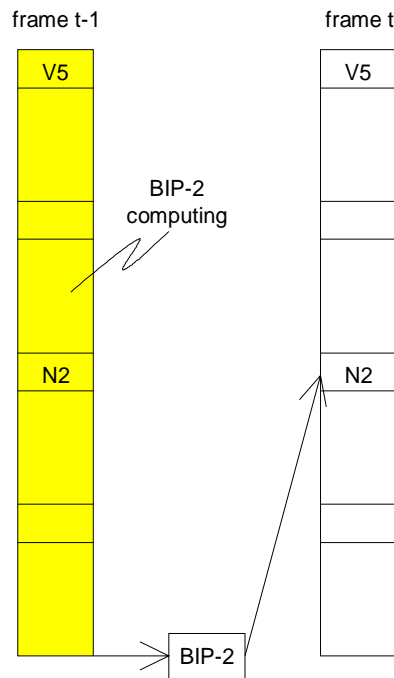 frame t-1
frame t
V5
V5
BIP-2
computing
N2
N2
BIP-2